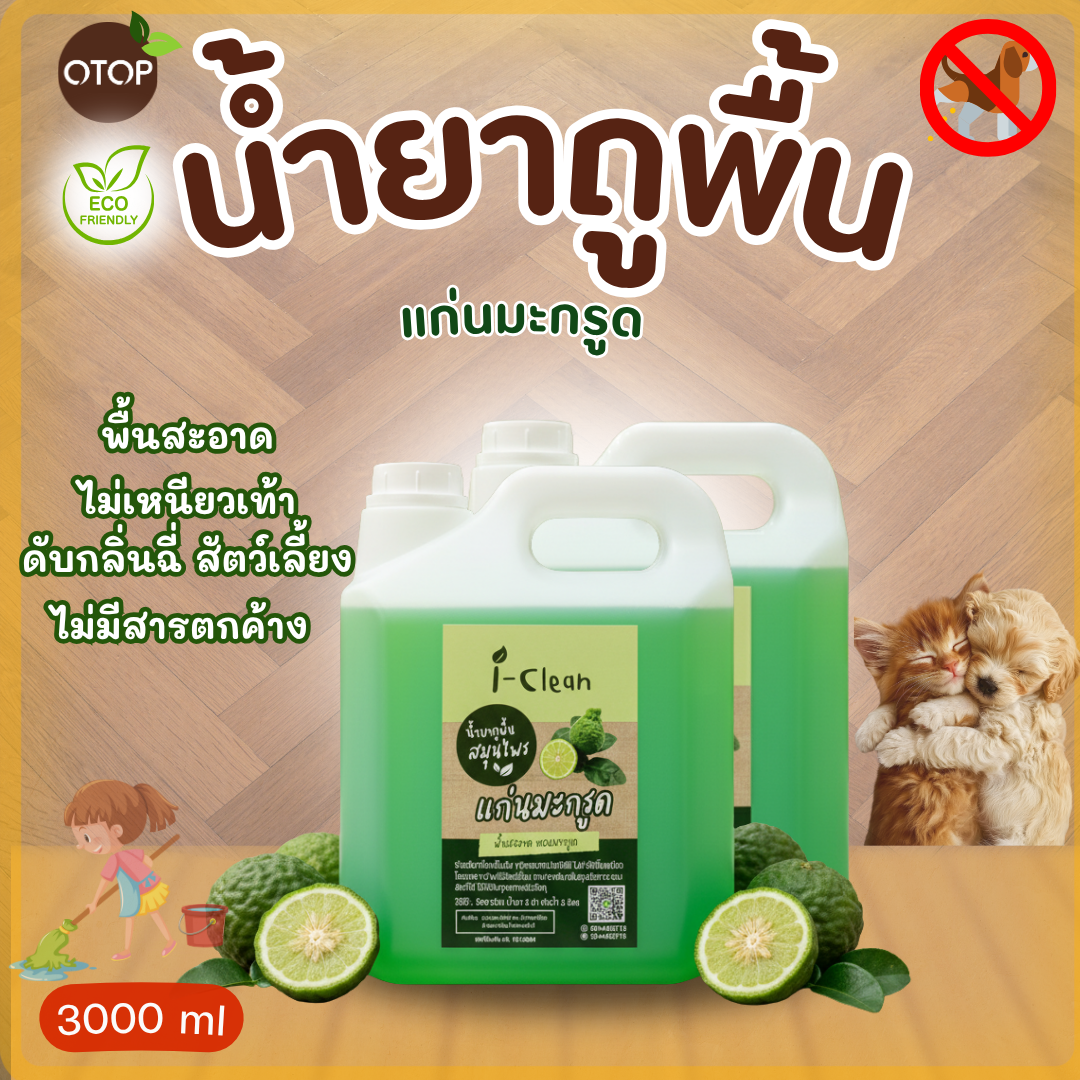 OTOP
ECO
FRIENDLY
น้ำยาถูพื้น
แก่นมะกรูด
พื้นสะอาด
ไม่เหนียวเท้า
ดับกลิ่นฉี่ สัตว์เลี้ยง
ไม่มีสารตกค้าง
i-Clean
น้ำยาถูพื้น
สมุนไพร
แก่นมะกรูด
3000 ml